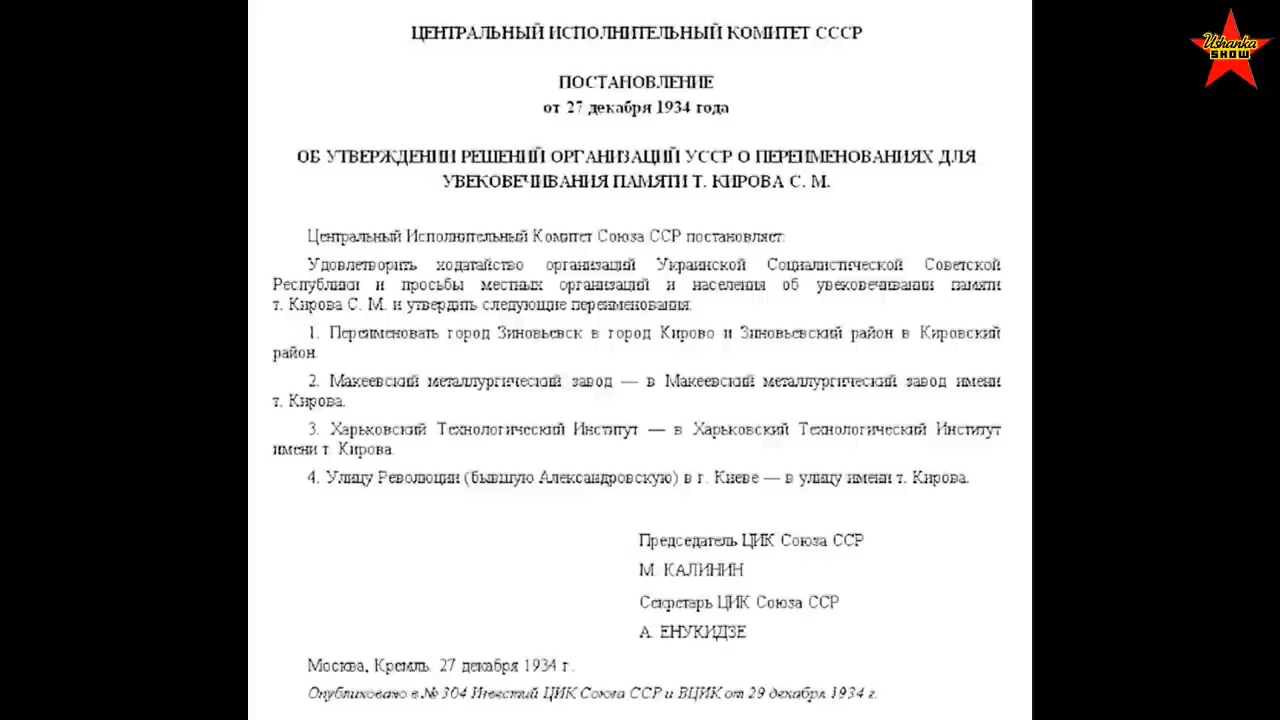 ЦЕНТРАЛЬНЫЙ ИСПОЛНИТЕЛЬНЫЙ КОМИТЕТ СССР
Ushanka
SHOW
ПОСТАНОВЛЕНИЕ
от 27 декабря 1934 года
ОБ УТВЕРЖДЕНИИ РЕШЕНИЙ ОРГАНИЗАЦИЙ УССР О ПЕРЕИМЕНОВАНИЯХ ДЛЯ
УВЕКОВЕЧИВАНИЯ ПАМЯТИ Т. КИРОВА С. М.
Центральный Исполнительный Комитет Союза ССР постановляет:
Удовлетворить ходатайство организаций Украинской Социалистической Советской
Республики и просьбы местных организаций и населения об увековечивании памяти
т. Кирова С. М. и утвердить следующие переименования:
1. Переименовать город Зиновьевск в город Кирово и Зиновьевский район в Кировский
район.
2. Макеевский металлургический завод — в Макеевский металлургический завод имени
т. Кирова.
3. Харьковский Технологический Институт — в Харьковский Технологический Институт
имени т. Кирова.
4. Улицу Революции (бывшую Александровскую) в г. Киеве — в улицу имени т. Кирова.
Председатель ЦИК Союза ССР
М. КАЛИНИН
Секретарь ЦИК Союза ССР
А. ЕНУКИДЗЕ
Москва, Кремль. 27 декабря 1934 г.
Опубликовано в № 304 Известий ЦИК Союза ССР и ВЦИК от 29 декабря 1934 г.